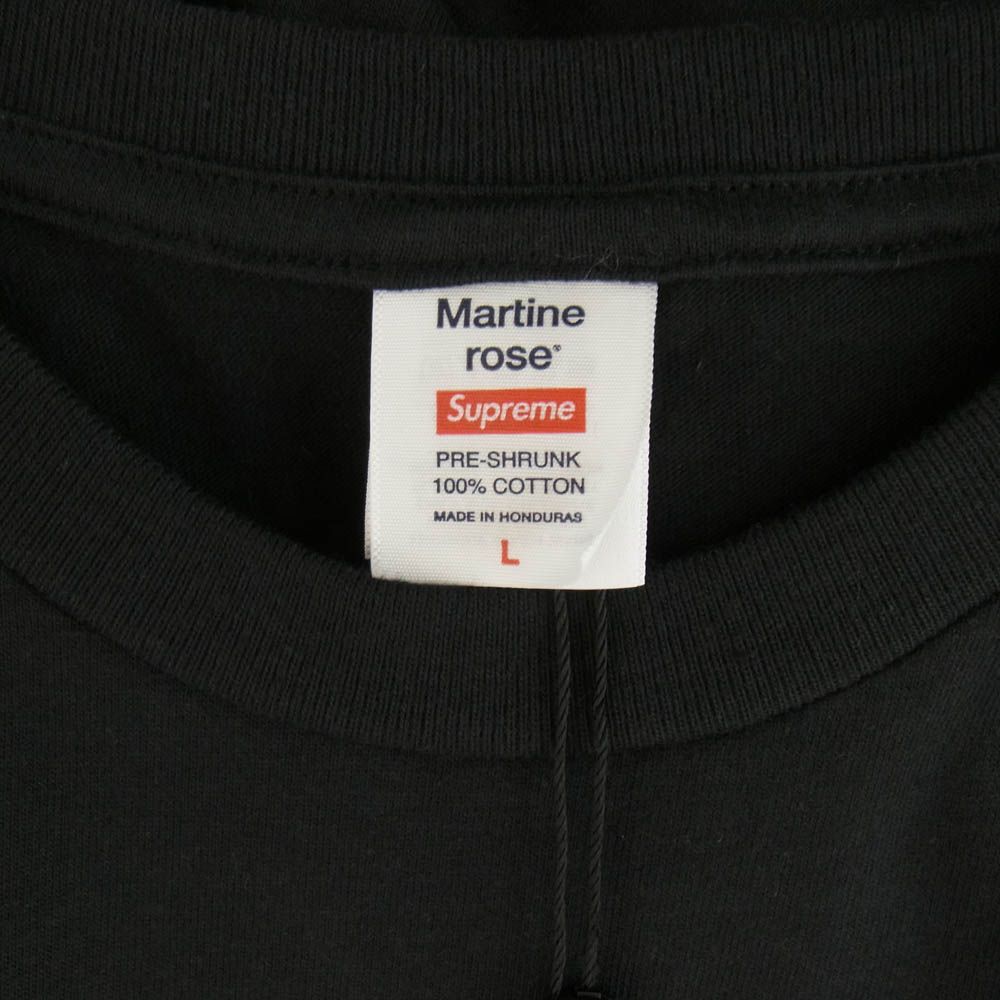 Martine
rose®
Supreme
PRE-SHRUNK
100% COTTON
MADE IN HONDURAS
L